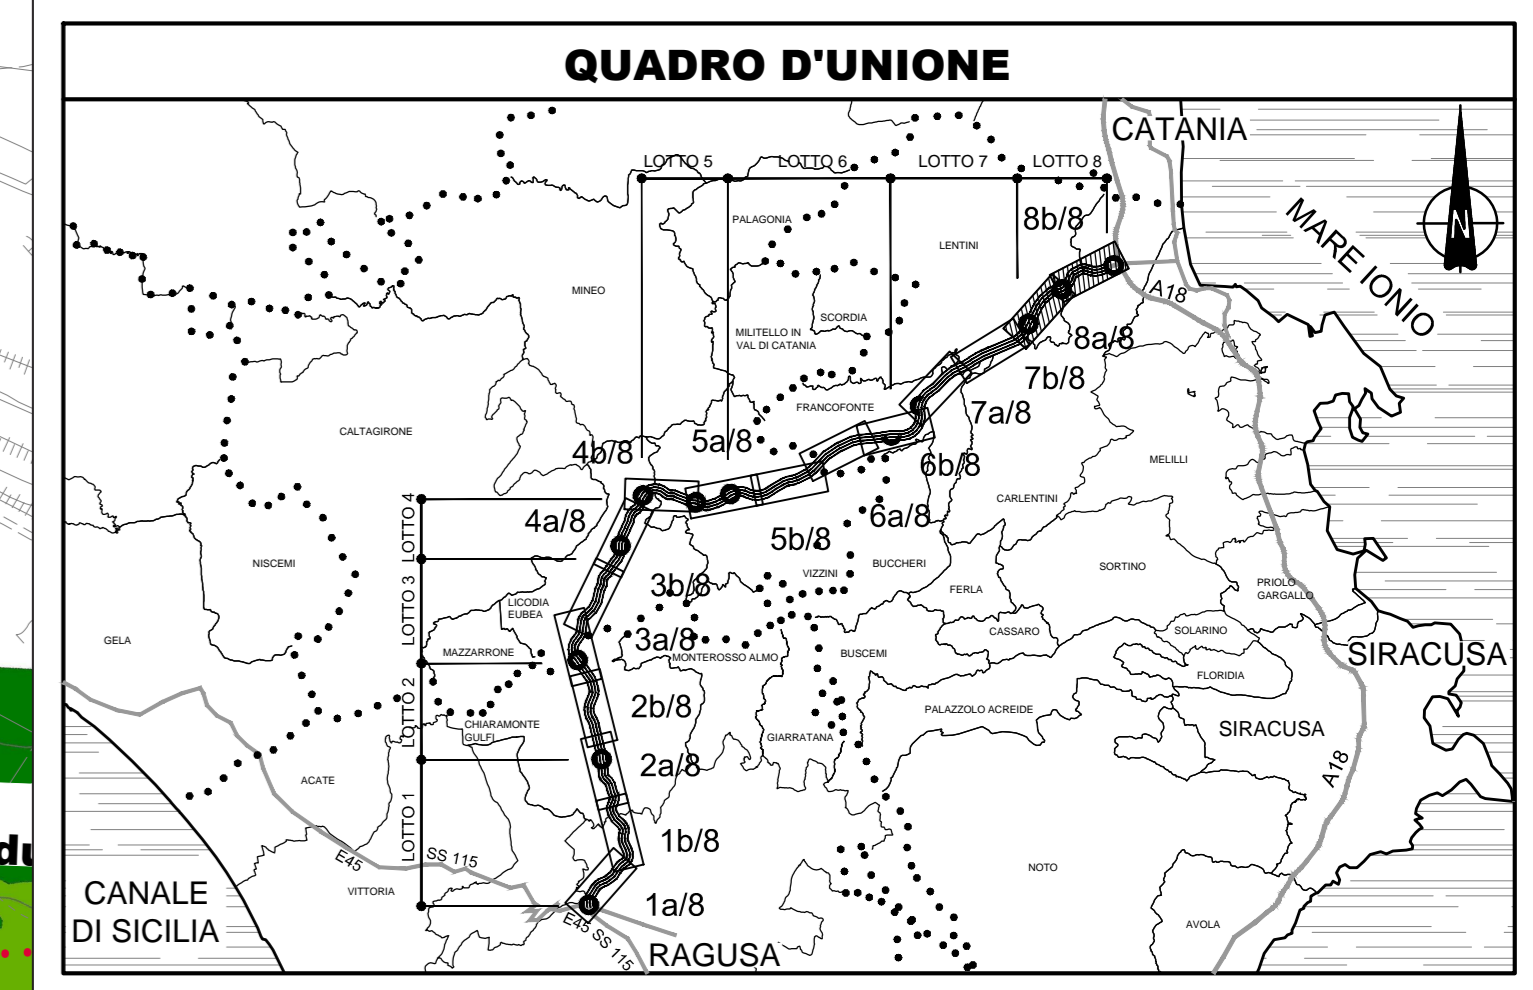 QUADRO D'UNIONE
CATANIA
LOTTO 5
LOTTO 6
LOTTO 7
LOTTO 8
PALAGONIA
8b/8
LENTINI
N
MARE IONIO
MINEO
A18
SCORDIA
MILITELLO IN
VAL DI CATANIA
8a/8
7b/8
FRANCOFONTE
7a/8
CALTAGIRONE
5a/8
4b/8
6b/8
MELILLI
CARLENTINI
LOTTO 4
4a/8
6a/8
5b/8
NISCEMI
VIZZINI
BUCCHERI
SORTINO
3b/8
FERLA
PRIOLO
GARGALLO
LOTTO 3
LICODIA
EUBEA
GELA
MAZZARRONE
3a/8
MONTEROSSO ALMO
BUSCEMI
CASSARO
SOLARINO
SIRACUSA
FLORIDIA
LOTTO 2
2b/8
PALAZZOLO ACREIDE
CHIARAMONTE
GULFI
GIARRATANA
SIRACUSA
2a/8
A18
ACATE
LOTTO 1
1b/8
du
E45
SS 115
NOTO
VITTORIA
CANALE
DI SICILIA
1a/8
E45 SS 115
RAGUSA
AVOLA